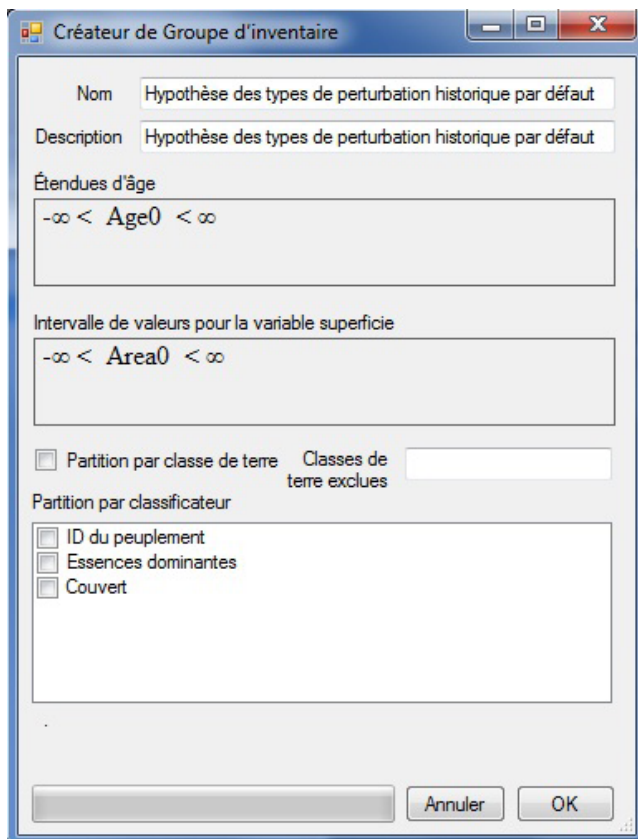 Créateur de Groupe d'inventaire
Nom Hypothèse des types de perturbation historique par défaut
Description Hypothèse des types de perturbation historique par défaut
Étendues d'âge
-∞ < Age0 < ∞
Intervalle de valeurs pour la variable superficie
-∞ < Area0 < ∞
Partition par classe de terre
Classes de
terre exclues
Partition par classificateur
ID du peuplement
Essences dominantes
Couvert
.
Annuler OK